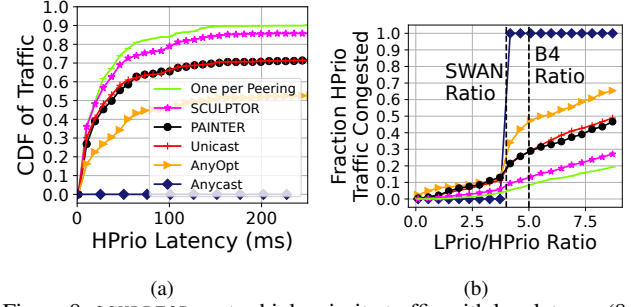 CDF of Traffic
1.0
0.9
0.8
0.7
0.6
0.5
0.4
0.3
0.2
0.1
0.0
0
100
200
HPrio Latency (ms)
One per Peering
SCULPTOR
PAINTER
Unicast
AnyOpt
Anycast
(a)
Fraction HPrio
Traffic Congested
1.0
0.9
0.8
0.7
0.6
0.5
0.4
0.3
0.2
0.1
0.0
0.0
2.5
5.0
7.5
LPrio/HPrio Ratio
SWAN
Ratio
B4
Ratio
(b)